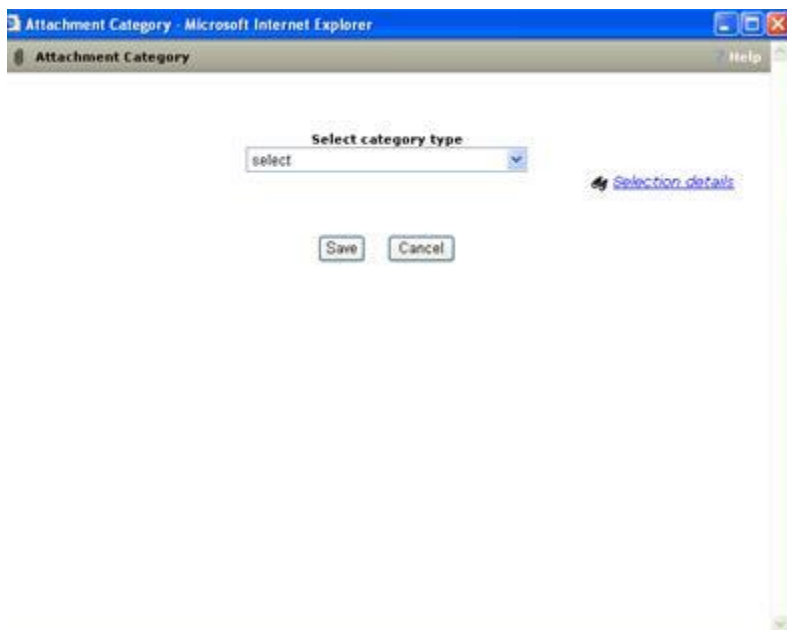 Attachment Category - Microsoft Internet Explorer
Attachment Category
? Help
Select category type
select
Selection details
Save
Cancel